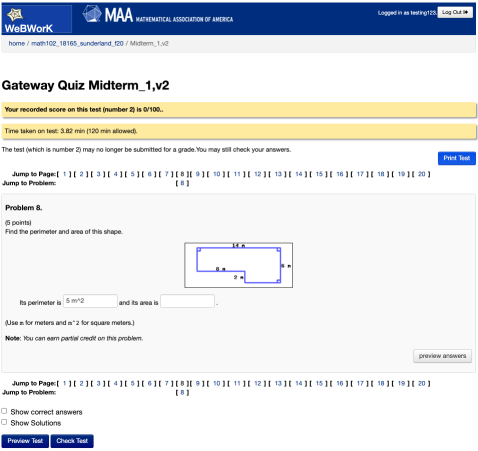 WeBWorK
MAA MATHEMATICAL ASSOCIATION OF AMERICA
Logged in as testing123. Log Out
home / math102_18165_sunderland_f20 / Midterm_1,v2
Gateway Quiz Midterm_1,v2
Your recorded score on this test (number 2) is 0/100..
Time taken on test: 3.82 min (120 min allowed).
The test (which is number 2) may no longer be submitted for a grade.You may still check your answers.
Print Test
Jump to Page: [ 1 ][ 2 ][ 3 ][ 4 ][ 5 ][ 6 ][ 7 ][ 8 ][ 9 ][ 10 ][ 11 ][ 12 ][ 13 ][ 14 ][ 15 ][ 16 ][ 17 ][ 18 ][ 19 ][ 20 ]
Jump to Problem: [ 8 ]
Problem 8.
(5 points)
Find the perimeter and area of this shape.
14 m
8 m
6 m
2 m
Its perimeter is 5 m^2 and its area is .
(Use m for meters and m^2 for square meters.)
Note: You can earn partial credit on this problem.
preview answers
Jump to Page: [ 1 ][ 2 ][ 3 ][ 4 ][ 5 ][ 6 ][ 7 ][ 8 ][ 9 ][ 10 ][ 11 ][ 12 ][ 13 ][ 14 ][ 15 ][ 16 ][ 17 ][ 18 ][ 19 ][ 20 ]
Jump to Problem: [ 8 ]
Show correct answers
Show Solutions
Preview Test Check Test